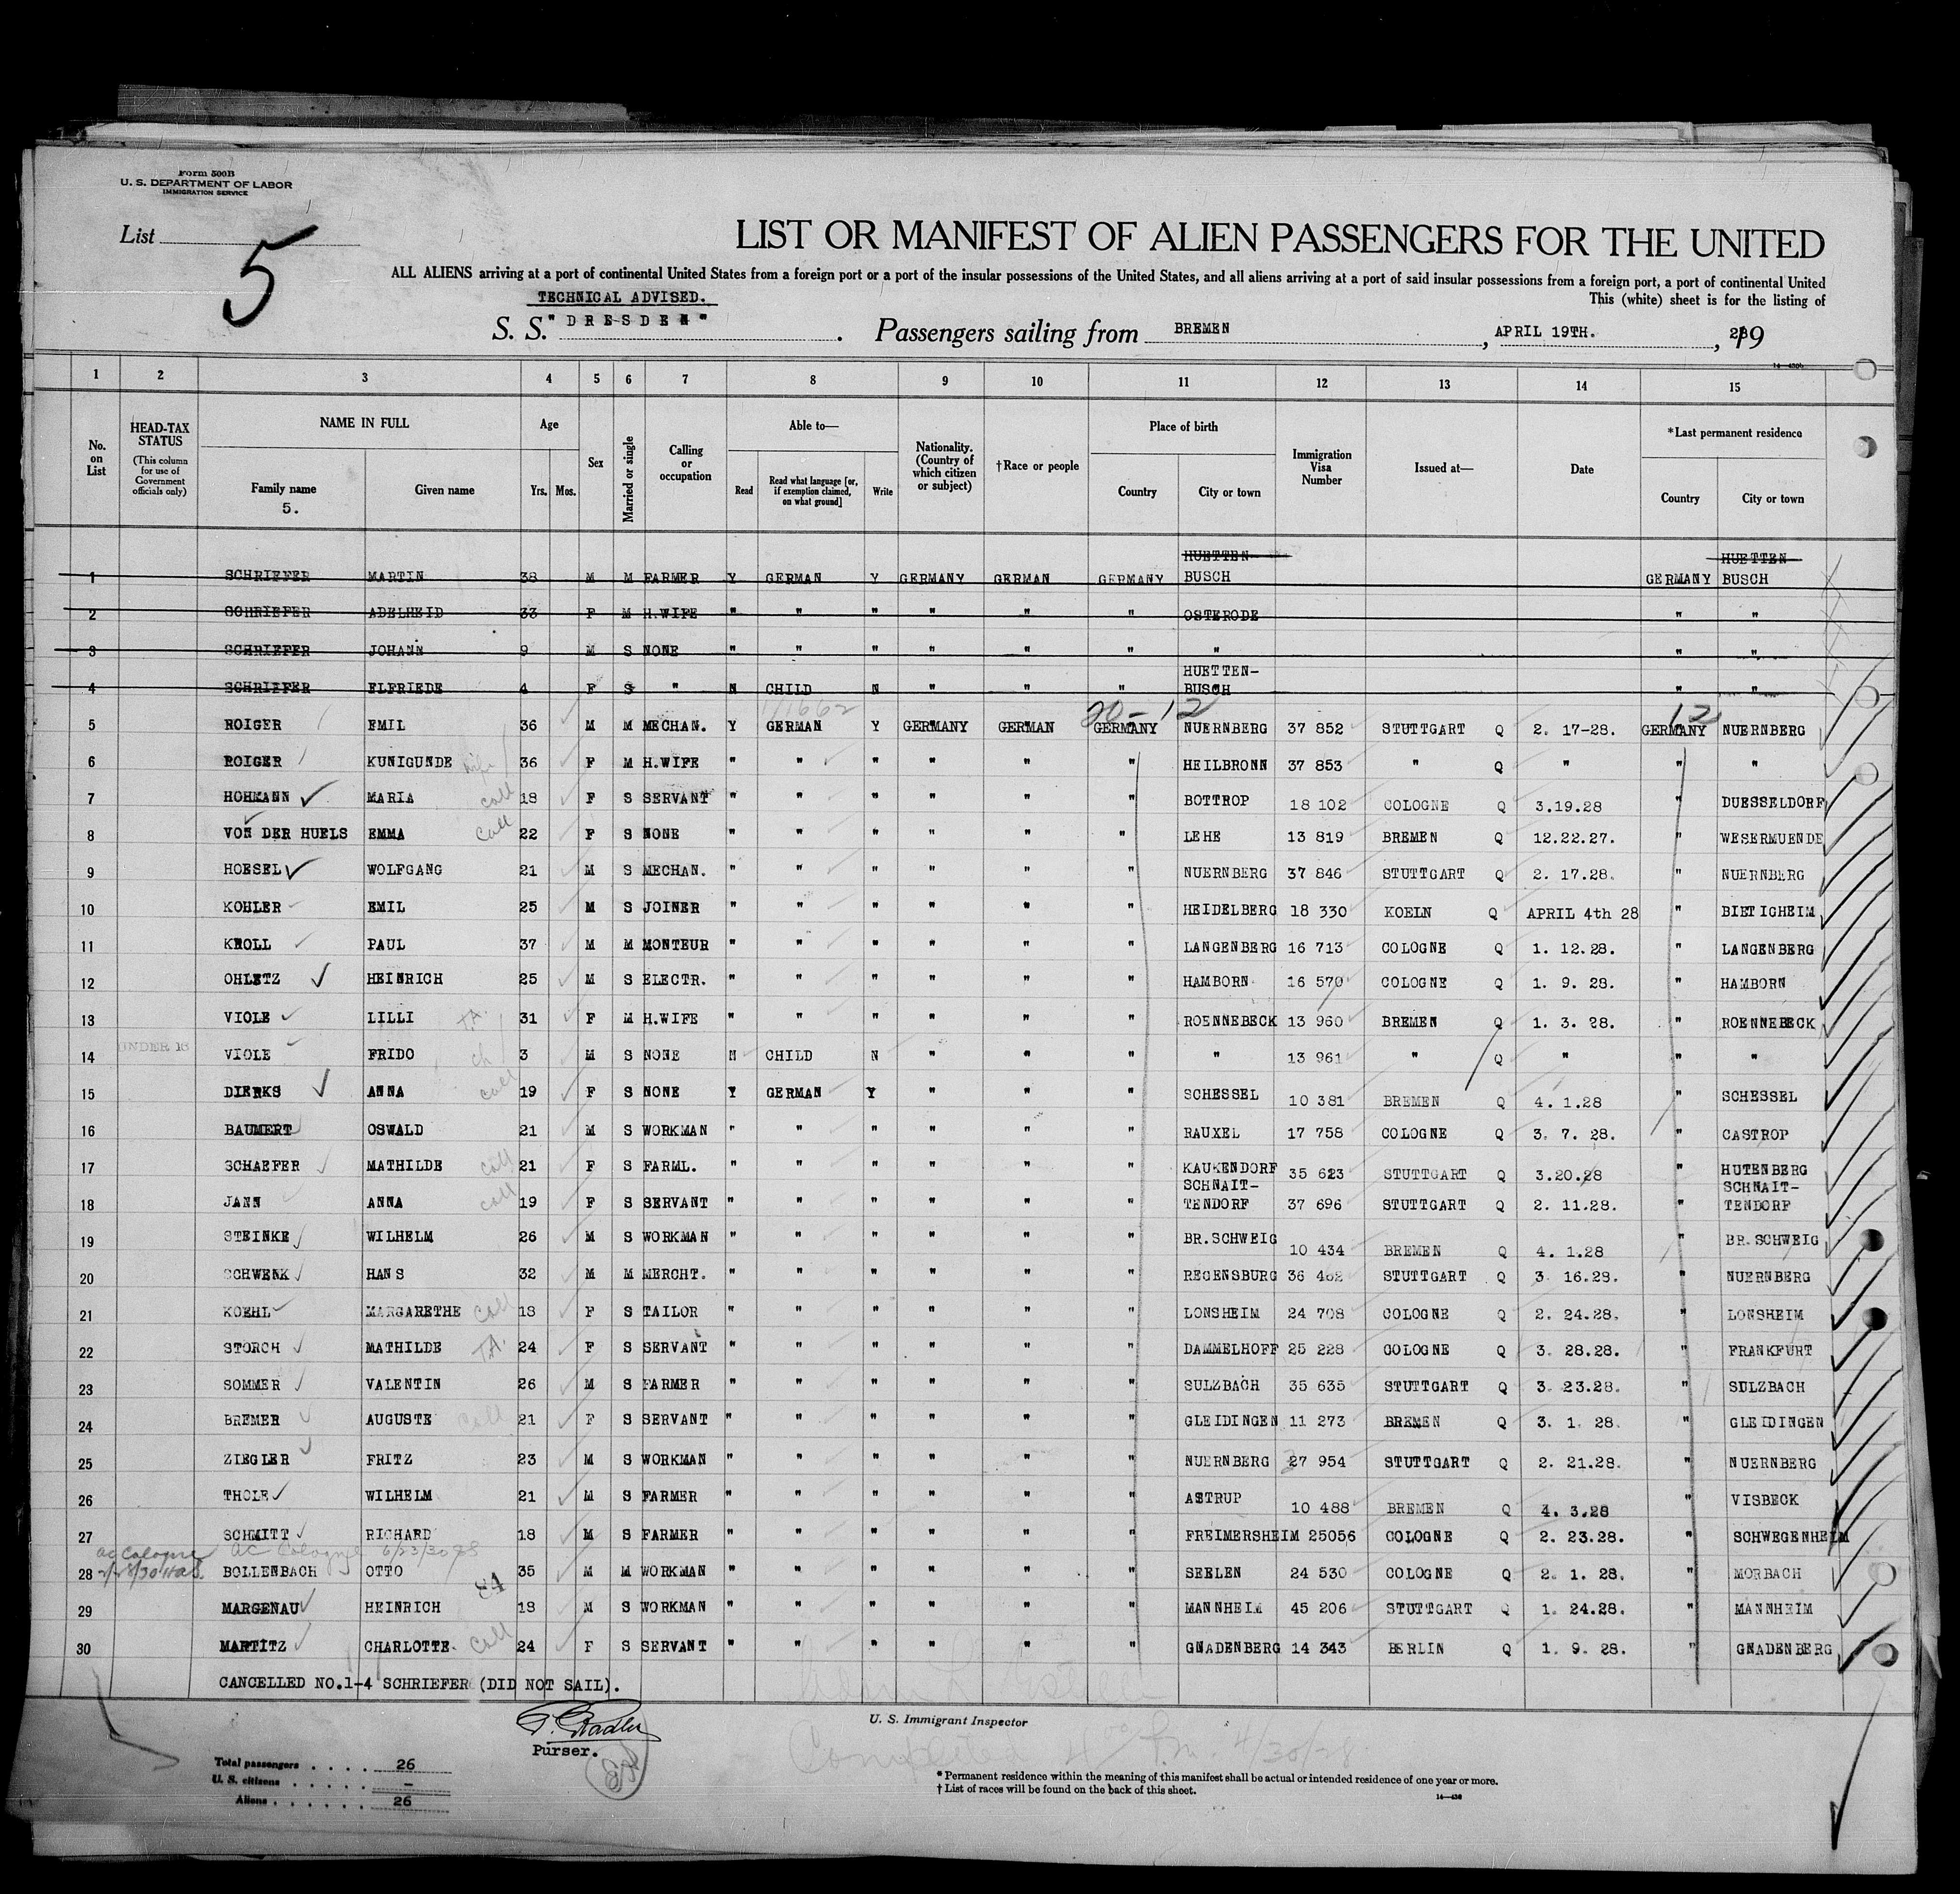 Form 500B
U. S. DEPARTMENT OF LABOR
IMMIGRATION SERVICE
List 5
LIST OR MANIFEST OF ALIEN PASSENGERS FOR THE UNITED
ALL ALIENS arriving at a port of continental United States from a foreign port or a port of the insular possessions of the United States, and all aliens arriving at a port of said insular possessions from a foreign port, a port of continental United
This (white) sheet is for the listing of
TECHNICAL ADVISED.
S. S. " D R E S D E N " . Passengers sailing from BREMEN , APRIL 19TH. , 19
1 2 3 4 5 6 7 8 9 10 11 12 13 14 15
No. on List
HEAD-TAX STATUS
(This column for use of Government officials only)
NAME IN FULL
Family name
5.
Given name
Age
Yrs. Mos.
Sex
Married or single
Calling or occupation
Able to—
Read
Read what language [or, if exemption claimed, on what ground]
Write
Nationality. (Country of which citizen or subject)
†Race or people
Place of birth
Country
City or town
Immigration Visa Number
Issued at—
Date
*Last permanent residence
Country
City or town
HUETTEN HUETTEN
1 SCHRIEFER MARTIN 38 M M FARMER Y GERMAN Y GERMANY GERMAN GERMANY BUSCH GERMANY BUSCH
2 SCHRIEFER ADELHEID 33 F M H.WIFE " " " " " " OSTERODE " "
3 SCHRIEFER JOHANN 9 M S NONE " " " " " " " " "
HUETTEN-
4 SCHRIEFER ELFRIEDE 4 F S " N CHILD N " " " BUSCH " "
11662 20-12 12
5 ROIGER EMIL 36 M M MECHAN. Y GERMAN Y GERMANY GERMAN GERMANY NUERNBERG 37 852 STUTTGART Q 2. 17-28. GERMANY NUERNBERG
6 ROIGER KUNIGUNDE 36 F M H.WIFE " " " " " " HEILBRONN 37 853 " Q " " "
7 HOHMANN MARIA call 18 F S SERVANT " " " " " " BOTTROP 18 102 COLOGNE Q 3.19.28 " DUESSELDORF
8 VON DER HUELS EMMA call 22 F S NONE " " " " " " LEHE 13 819 BREMEN Q 12.22.27. " WESERMUENDE
9 HOESEL WOLFGANG 21 M S MECHAN. " " " " " " NUERNBERG 37 846 STUTTGART Q 2. 17.28. " NUERNBERG
10 KOHLER EMIL 25 M S JOINER " " " " " " HEIDELBERG 18 330 KOELN Q APRIL 4th 28 " BIETIGHEIM
11 KROLL PAUL 37 M M MONTEUR " " " " " " LANGENBERG 16 713 COLOGNE Q 1. 12.28. " LANGENBERG
12 OHLETZ HEINRICH 25 M S ELECTR. " " " " " " HAMBORN 16 570 COLOGNE Q 1. 9. 28. " HAMBORN
13 VIOLE LILLI T.A. 31 F M H.WIFE " " " " " " ROENNEBECK 13 960 BREMEN Q 1. 3. 28. " ROENNEBECK
14 UNDER 16 VIOLE FRIDO ch 3 M S NONE N CHILD N " " " " 13 961 " Q " " "
15 DIERKS ANNA call 19 F S NONE Y GERMAN Y " " " SCHESSEL 10 381 BREMEN Q 4. 1.28 " SCHESSEL
16 BAUMERT OSWALD 21 M S WORKMAN " " " " " " RAUXEL 17 758 COLOGNE Q 3. 7. 28. " CASTROP
17 SCHAEFER MATHILDE call 21 F S FARML. " " " " " " KAUKENDORF 35 623 STUTTGART Q 3.20.28 " HUTENBERG
SCHNAIT- SCHNAIT-
18 JANN ANNA call 19 F S SERVANT " " " " " " TENDORF 37 696 STUTTGART Q 2. 11.28. " TENDORF
19 STEINKE WILHELM 26 M S WORKMAN " " " " " " BR.SCHWEIG 10 434 BREMEN Q 4. 1.28 " BR.SCHWEIG
20 SCHWENK HANS 32 M M MERCHT. " " " " " " REGENSBURG 36 462 STUTTGART Q 3 16.28. " NUERNBERG
21 KOEHL MARGARETHE call 18 F S TAILOR " " " " " " LONSHEIM 24 708 COLOGNE Q 2. 24.28. " LONSHEIM
22 STORCH MATHILDE T.A. 24 F S SERVANT " " " " " " DAMMELHOFF 25 228 COLOGNE Q 3. 28.28. " FRANKFURT
23 SOMMER VALENTIN 26 M S FARMER " " " " " " SULZBACH 35 635 STUTTGART Q 3. 23.28. " SULZBACH
24 BREMER AUGUSTE call 21 F S SERVANT " " " " " " GLEIDINGEN 11 273 BREMEN Q 3. 1. 28. " GLEIDINGEN
25 ZIEGLER FRITZ 23 M S WORKMAN " " " " " " NUERNBERG 27 954 STUTTGART Q 2. 21.28. " NUERNBERG
26 THOLE WILHELM 21 M S FARMER " " " " " " ASTRUP 10 488 BREMEN Q 4. 3.28 " VISBECK
27 SCHMITT RICHARD 18 M S FARMER " " " " " " FREIMERSHEIM 25056 COLOGNE Q 2. 23.28. " SCHWEGENHEIM
ac Cologne AC Cologne 6/23/30
28 BOLLENBACH OTTO 35 M M WORKMAN " " " " " " SEELEN 24 530 COLOGNE Q 2. 1. 28. " MORBACH
29 MARGENAU HEINRICH 18 M S WORKMAN " " " " " " MANNHEIM 45 206 STUTTGART Q 1. 24.28. " MANNHEIM
30 MARTITZ CHARLOTTE call 24 F S SERVANT " " " " " " GNADENBERG 14 343 BERLIN Q 1. 9. 28. " GNADENBERG
CANCELLED NO.1-4 SCHRIEFER (DID NOT SAIL).
Purser.
U. S. Immigrant Inspector
Completed 4 P.M. 4/30/28
Total passengers . . . . 26
U. S. citizens . . . . . —
Aliens . . . . . . 26
* Permanent residence within the meaning of this manifest shall be actual or intended residence of one year or more.
† List of races will be found on the back of this sheet.